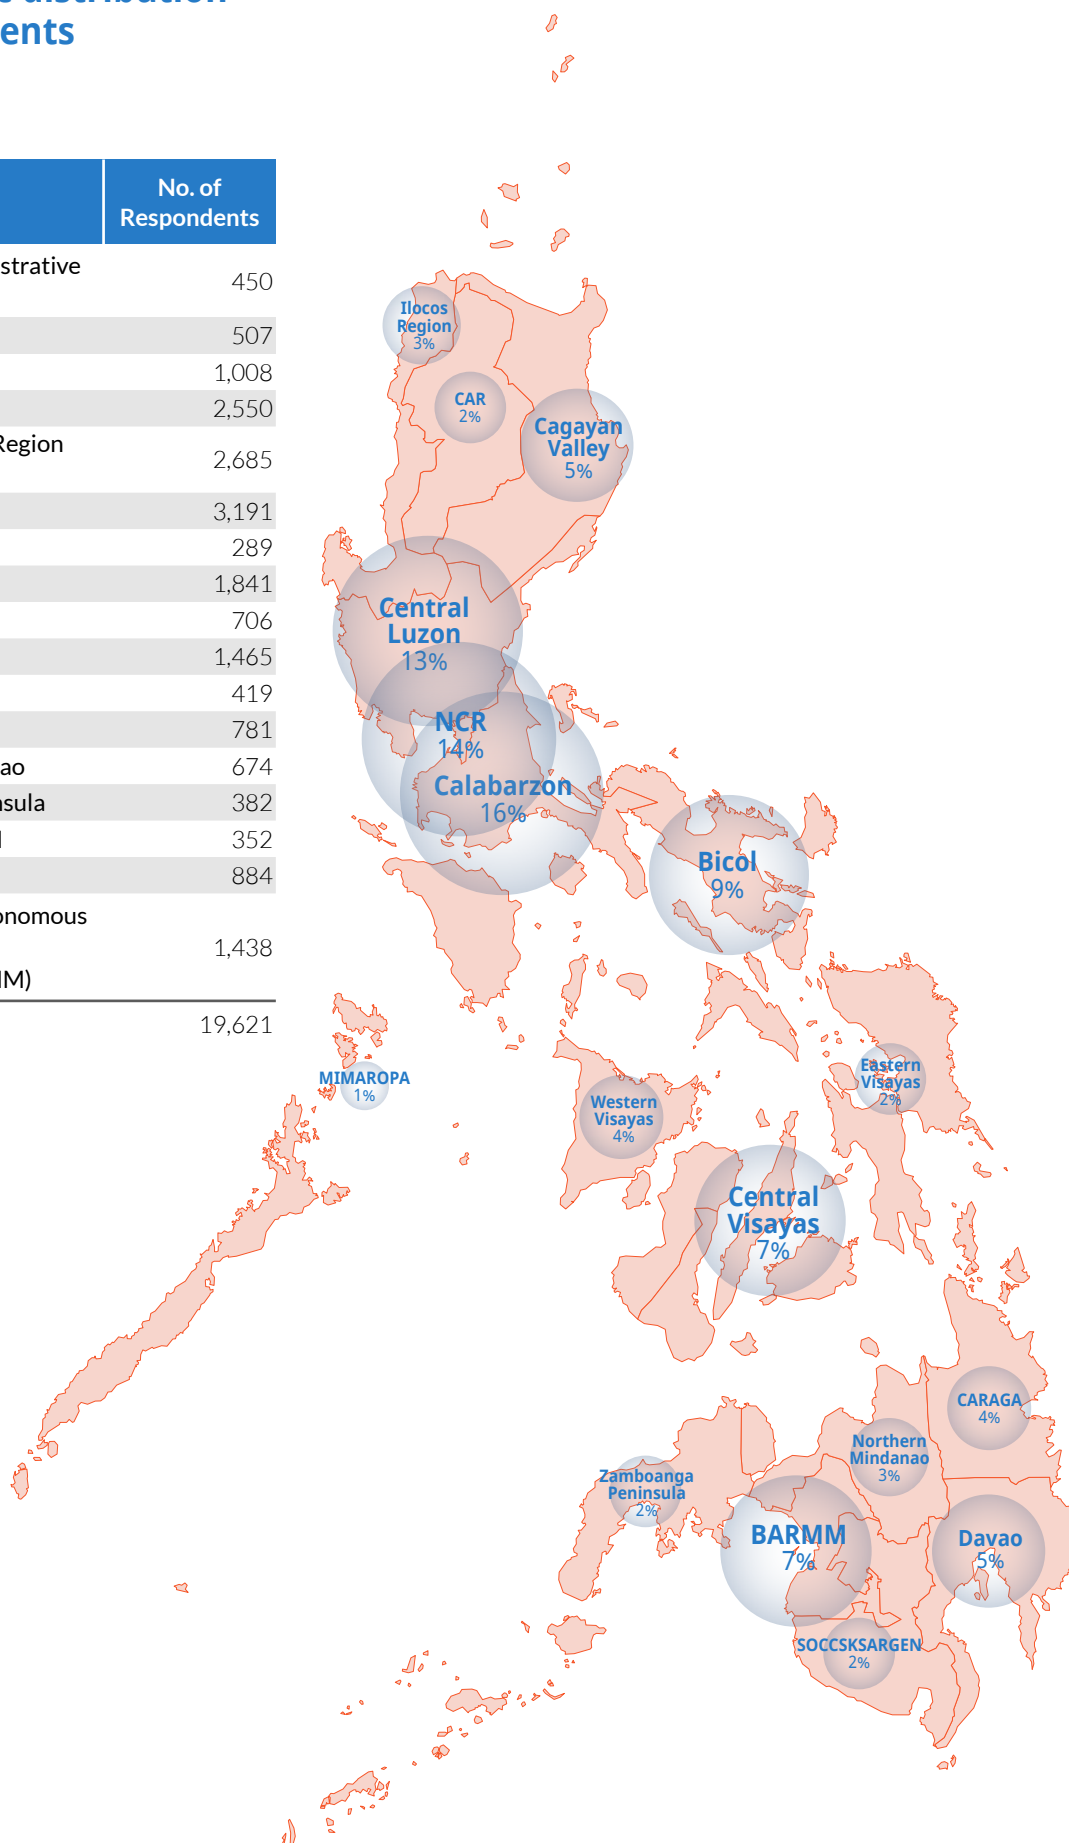 ents
No. of
Respondents
strative
450
507
1,008
2,550
Region
2,685
3,191
289
1,841
706
1,465
419
781
ao 674
nsula 382
352
884
onomous
1,438
MM)
19,621
Ilocos
Region
3%
CAR
2%
Cagayan
Valley
5%
Central
Luzon
13%
NCR
14%
Calabarzon
16%
Bicol
9%
MIMAROPA
1%
Eastern
Visayas
2%
Western
Visayas
4%
Central
Visayas
7%
CARAGA
4%
Northern
Mindanao
3%
Zamboanga
Peninsula
2%
BARMM
7%
Davao
5%
SOCCSKSARGEN
2%